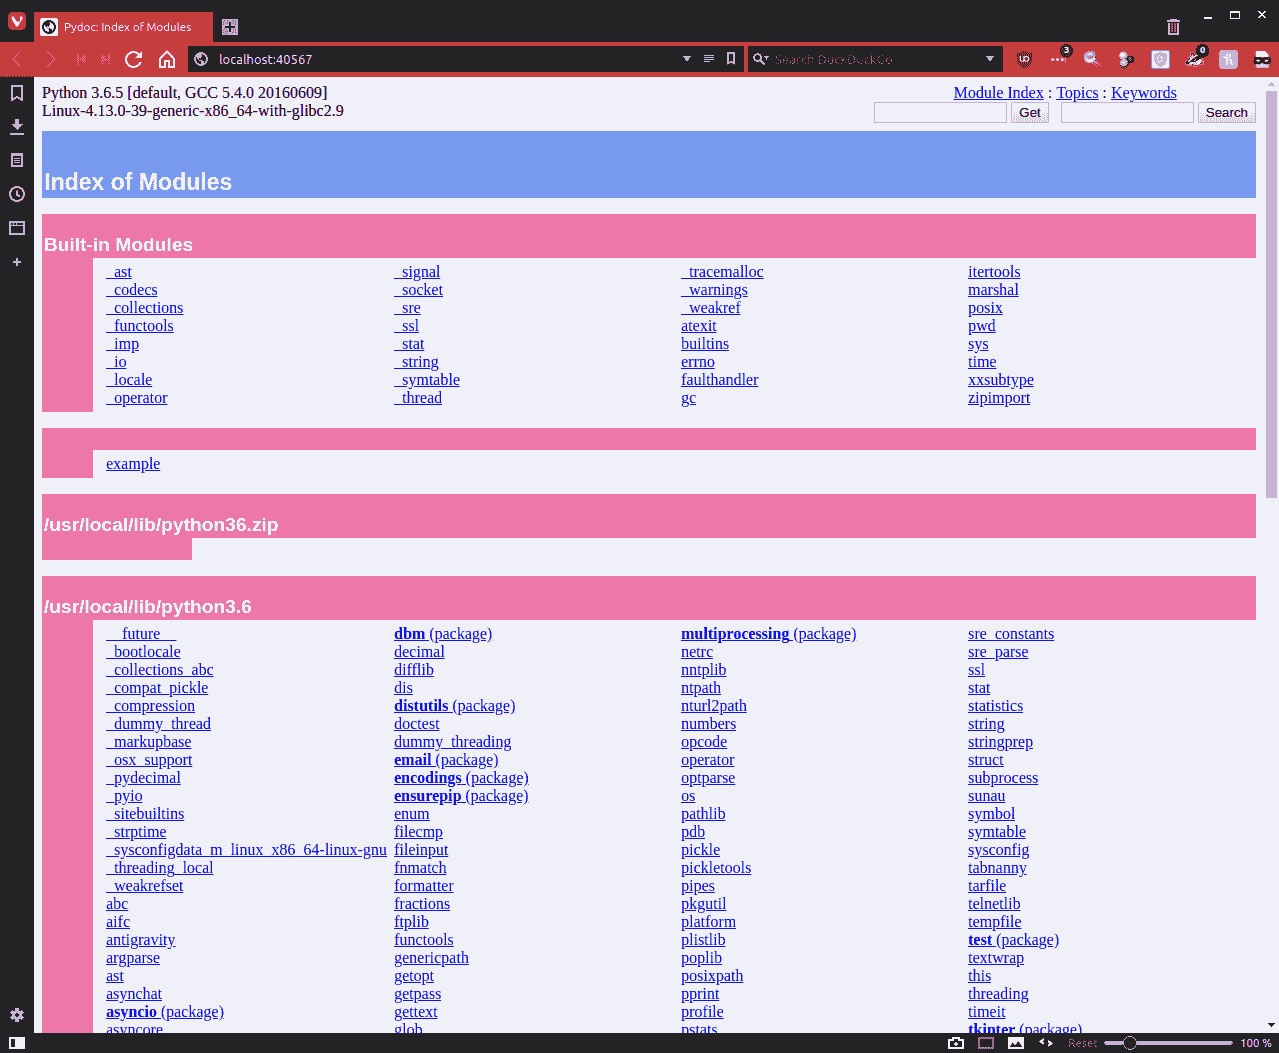 Pydoc: Index of Modules
localhost:40567
Search DuckDuckGo
3
0
Python 3.6.5 [default, GCC 5.4.0 20160609]
Linux-4.13.0-39-generic-x86_64-with-glibc2.9
Module Index : Topics : Keywords
Get
Search
Index of Modules
Built-in Modules
_ast
_codecs
_collections
_functools
_imp
_io
_locale
_operator
_signal
_socket
_sre
_ssl
_stat
_string
_symtable
_thread
_tracemalloc
_warnings
_weakref
atexit
builtins
errno
faulthandler
gc
itertools
marshal
posix
pwd
sys
time
xxsubtype
zipimport
example
/usr/local/lib/python36.zip
/usr/local/lib/python3.6
__future__
_bootlocale
_collections_abc
_compat_pickle
_compression
_dummy_thread
_markupbase
_osx_support
_pydecimal
_pyio
_sitebuiltins
_strptime
_sysconfigdata_m_linux_x86_64-linux-gnu
_threading_local
_weakrefset
abc
aifc
antigravity
argparse
ast
asynchat
asyncio (package)
asyncore
dbm (package)
decimal
difflib
dis
distutils (package)
doctest
dummy_threading
email (package)
encodings (package)
ensurepip (package)
enum
filecmp
fileinput
fnmatch
formatter
fractions
ftplib
functools
genericpath
getopt
getpass
gettext
glob
multiprocessing (package)
netrc
nntplib
ntpath
nturl2path
numbers
opcode
operator
optparse
os
pathlib
pdb
pickle
pickletools
pipes
pkgutil
platform
plistlib
poplib
posixpath
pprint
profile
pstats
sre_constants
sre_parse
ssl
stat
statistics
string
stringprep
struct
subprocess
sunau
symbol
symtable
sysconfig
tabnanny
tarfile
telnetlib
tempfile
test (package)
textwrap
this
threading
timeit
tkinter (package)
Reset
100 %